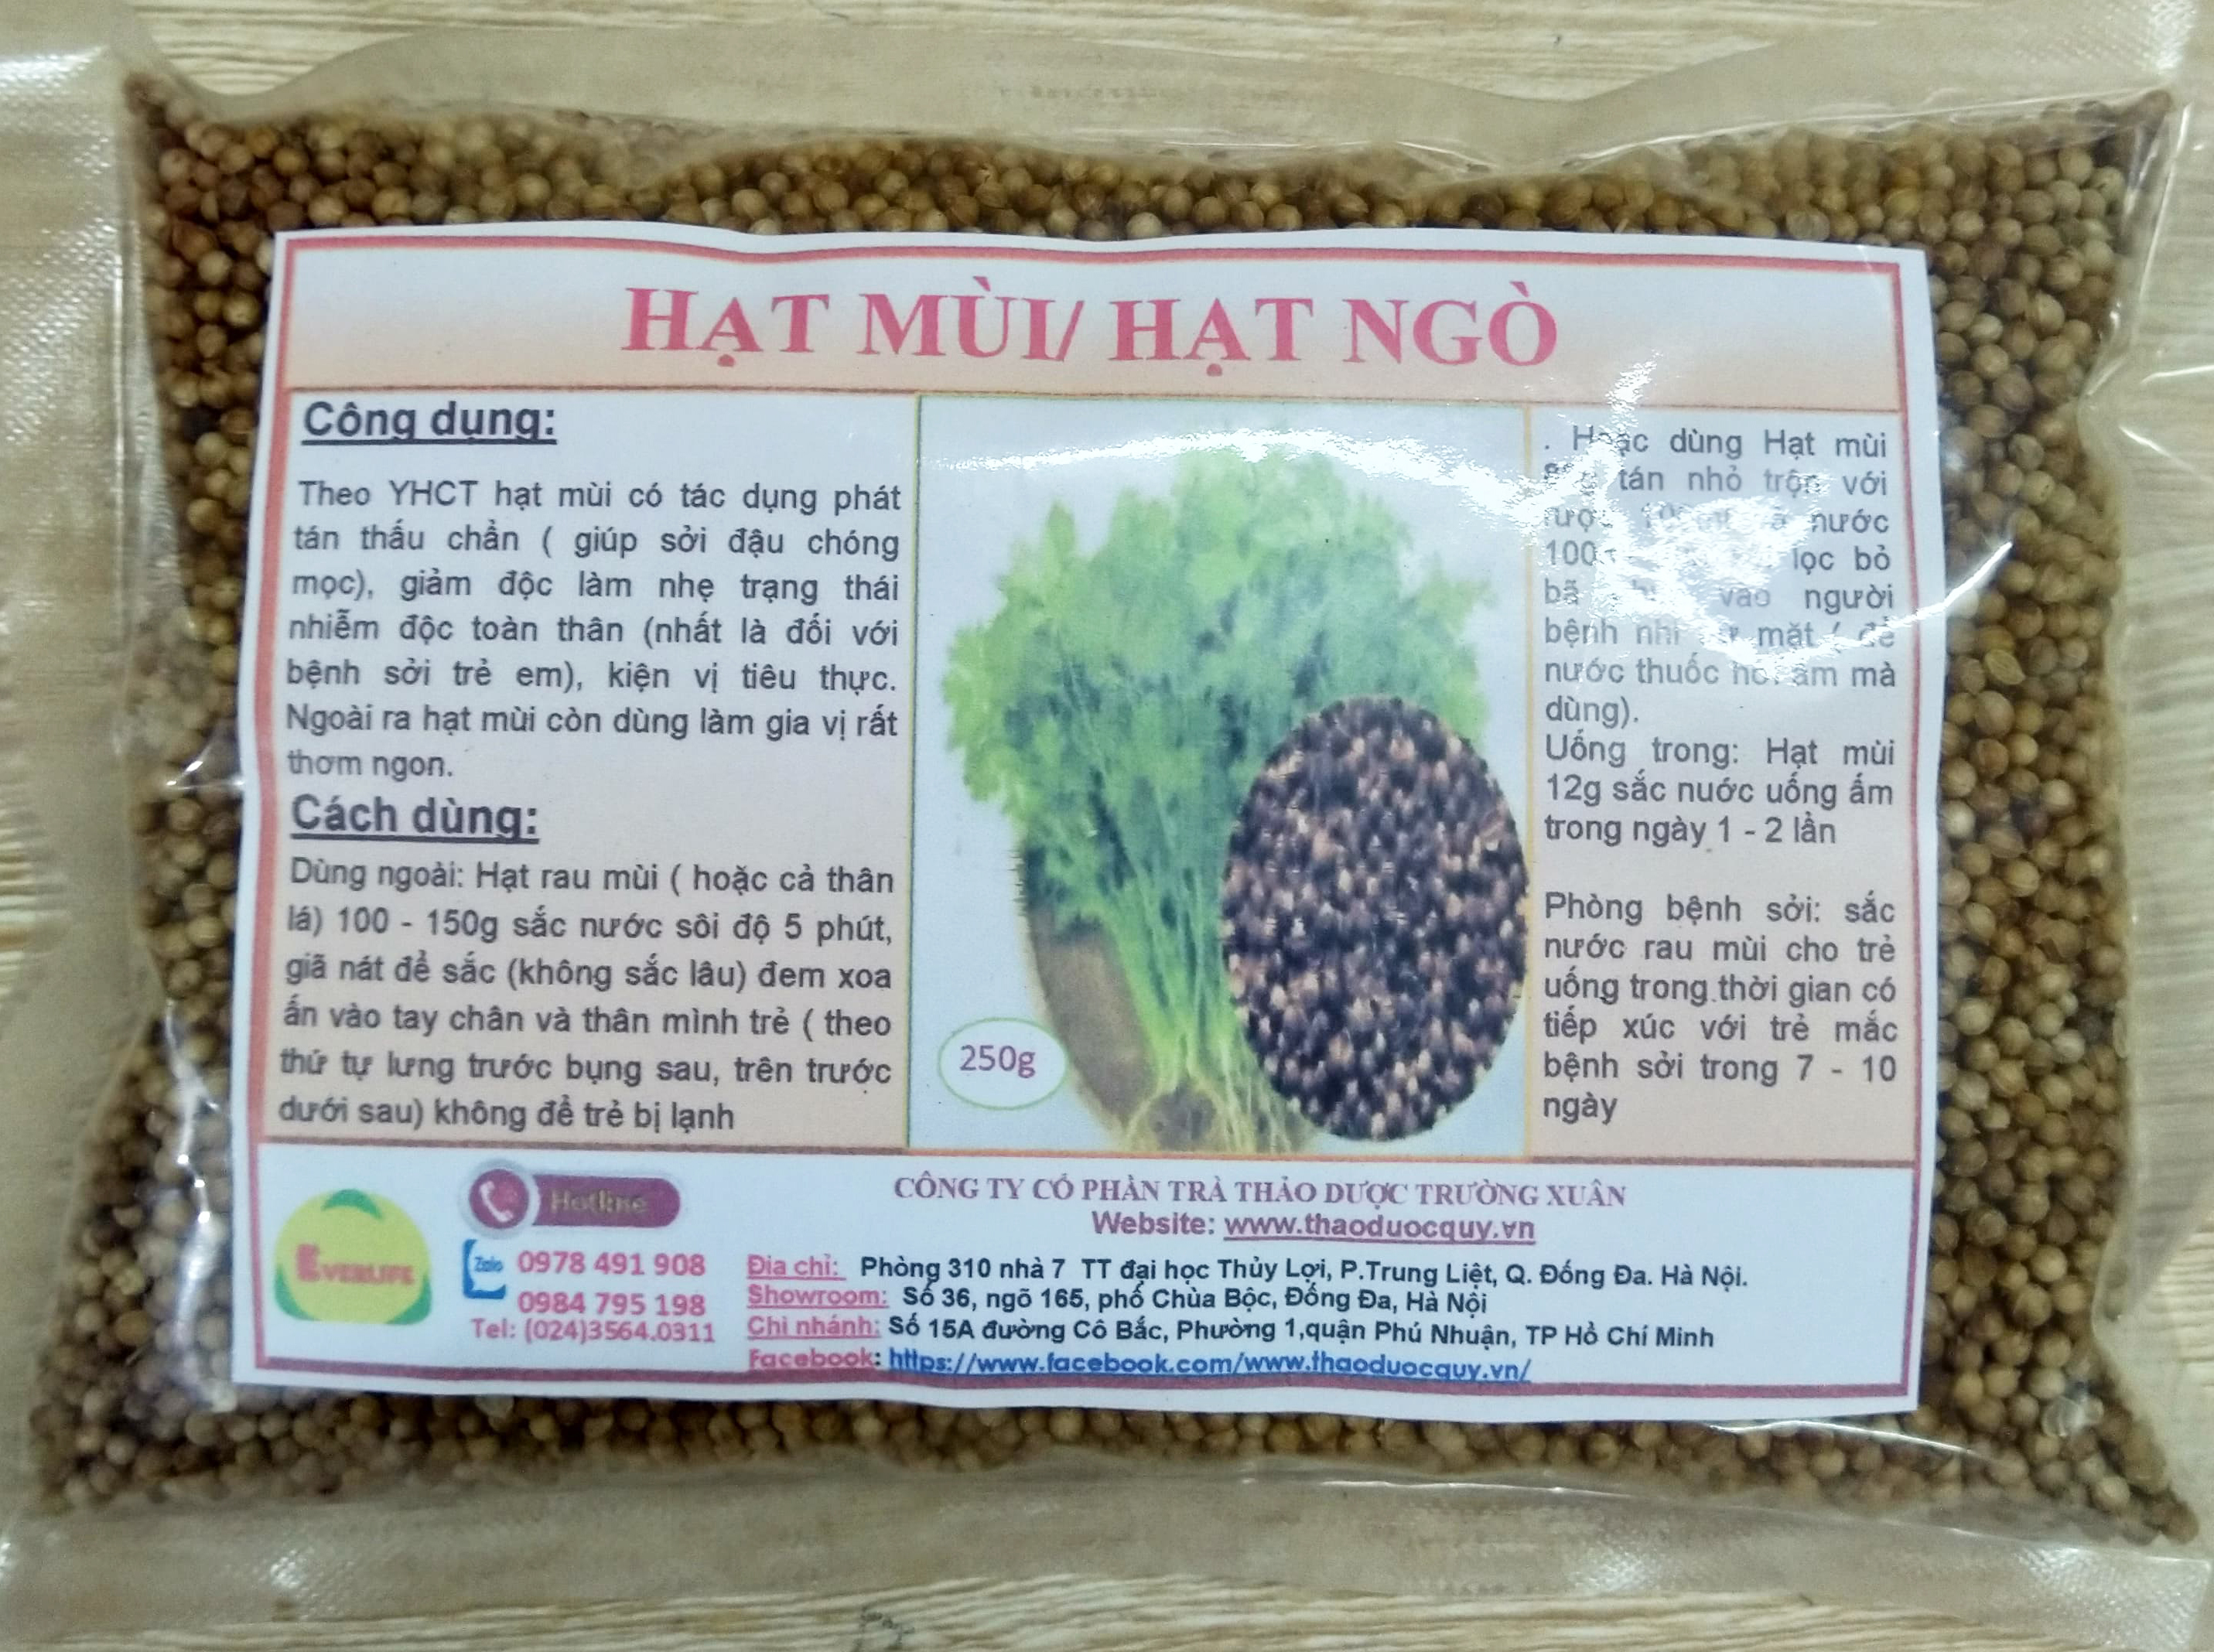 HẠT MÙI/ HẠT NGÒ
Công dụng:
Theo YHCT hạt mùi có tác dụng phát
tán thấu chẩn ( giúp sởi đậu chóng
mọc), giảm độc làm nhẹ trạng thái
nhiễm độc toàn thân (nhất là đối với
bệnh sởi trẻ em), kiện vị tiêu thực.
Ngoài ra hạt mùi còn dùng làm gia vị rất
thơm ngon.
Cách dùng:
Dùng ngoài: Hạt rau mùi ( hoặc cả thân
lá) 100 - 150g sắc nước sôi độ 5 phút,
giã nát để sắc (không sắc lâu) đem xoa
ấn vào tay chân và thân mình trẻ ( theo
thứ tự lưng trước bụng sau, trên trước
dưới sau) không để trẻ bị lạnh
250g
. Hoặc dùng Hạt mùi
tán nhỏ trộn với
nước
lọc bỏ
bã vào người
bệnh nhi mặt ( để
nước thuốc ấm mà
dùng).
Uống trong: Hạt mùi
12g sắc nuớc uống ấm
trong ngày 1 - 2 lần
Phòng bệnh sởi: sắc
nước rau mùi cho trẻ
uống trong thời gian có
tiếp xúc với trẻ mắc
bệnh sởi trong 7 - 10
ngày
EVERLIFE
Hotline
Zalo 0978 491 908
0984 795 198
Tel: (024)3564.0311
CÔNG TY CỔ PHẦN TRÀ THẢO DƯỢC TRƯỜNG XUÂN
Website: www.thaoduocquy.vn
Địa chỉ: Phòng 310 nhà 7 TT đại học Thủy Lợi, P.Trung Liệt, Q. Đống Đa. Hà Nội.
Showroom: Số 36, ngõ 165, phố Chùa Bộc, Đống Đa, Hà Nội
Chi nhánh: Số 15A đường Cô Bắc, Phường 1,quận Phú Nhuận, TP Hồ Chí Minh
Facebook: https://www.facebook.com/www.thaoduocquy.vn/